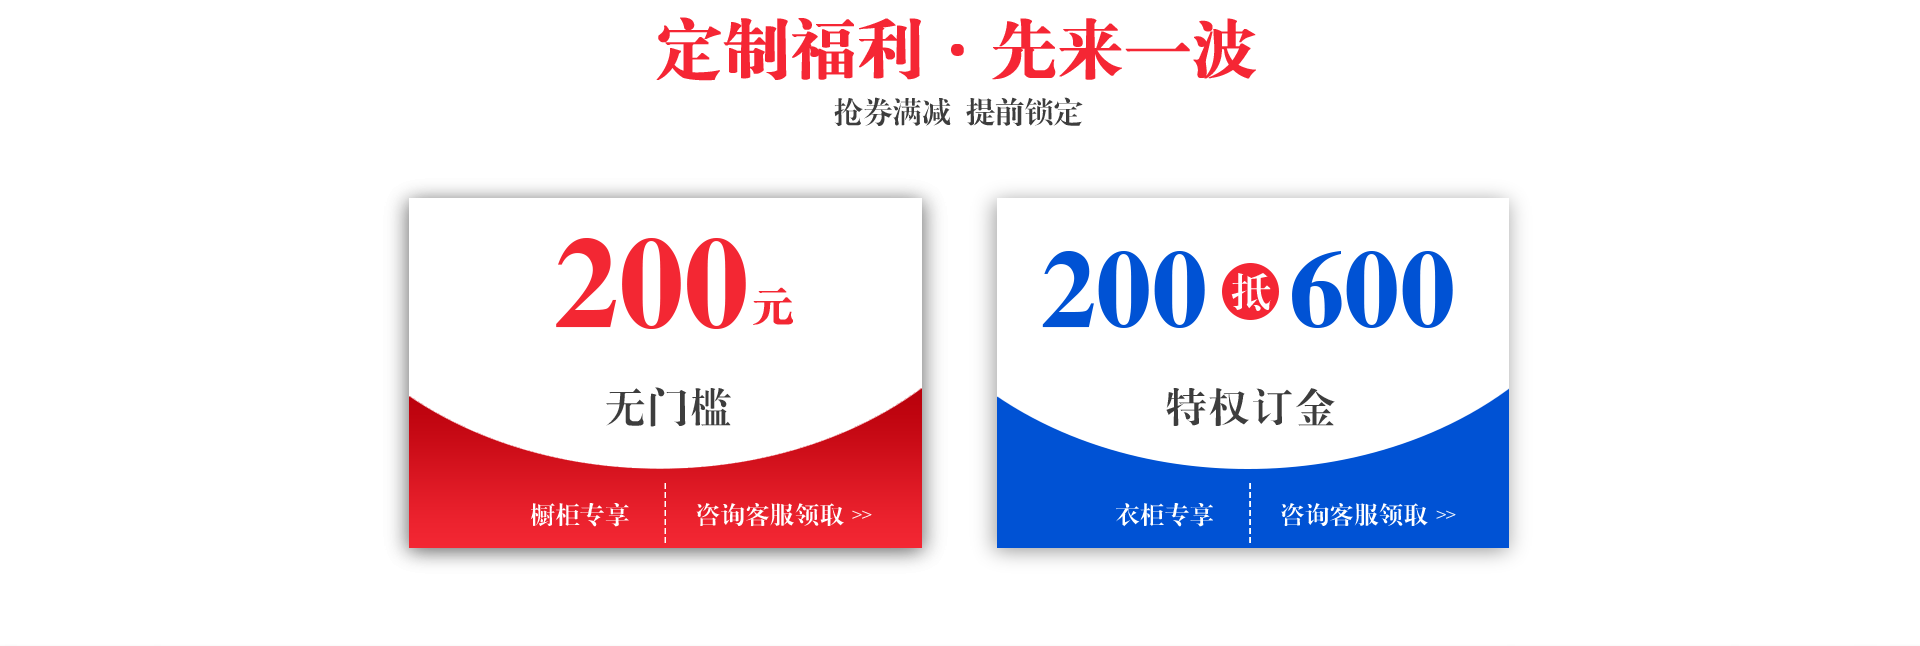 定制福利·先来一波
抢券满减 提前锁定
200元
无门槛
橱柜专享
咨询客服领取 >>
200抵600
特权订金
衣柜专享
咨询客服领取 >>